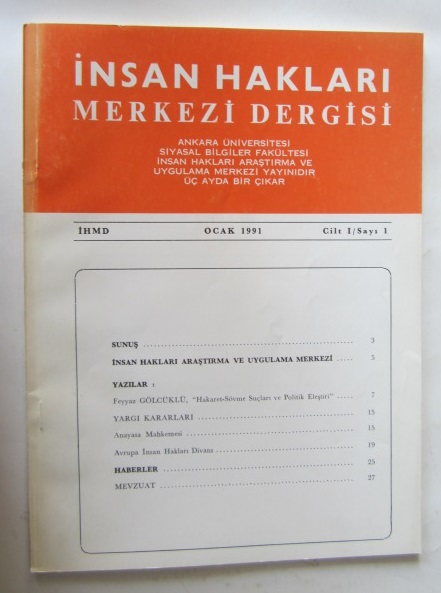 İNSAN HAKLARI
MERKEZİ DERGİSİ
ANKARA ÜNİVERSİTESİ
SİYASAL BİLGİLER FAKÜLTESİ
İNSAN HAKLARI ARAŞTIRMA VE
UYGULAMA MERKEZİ YAYINIDIR
ÜÇ AYDA BİR ÇIKAR
İHMD OCAK 1991 Cilt I/Sayı 1
SUNUŞ 3
İNSAN HAKLARI ARAŞTIRMA VE UYGULAMA MERKEZİ 5
YAZILAR :
Feyyaz GÖLCÜKLÜ, "Hakaret-Sövme Suçları ve Politik Eleştiri" 7
YARGI KARARLARI 15
Anayasa Mahkemesi 15
Avrupa İnsan Hakları Divanı 19
HABERLER 25
MEVZUAT 27